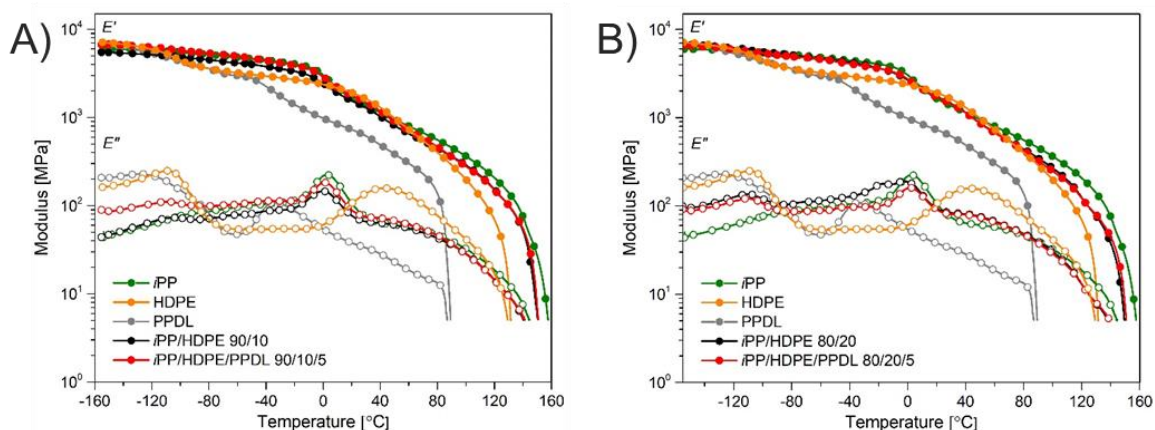 A)
E'
10⁴
10³
E"
10²
10¹
10⁰
Modulus [MPa]
iPP
HDPE
PPDL
iPP/HDPE 90/10
iPP/HDPE/PPDL 90/10/5
-160 -120 -80 -40 0 40 80 120 160
Temperature [°C]
B)
E'
10⁴
10³
E"
10²
10¹
10⁰
Modulus [MPa]
iPP
HDPE
PPDL
iPP/HDPE 80/20
iPP/HDPE/PPDL 80/20/5
-120 -80 -40 0 40 80 120 160
Temperature [°C]